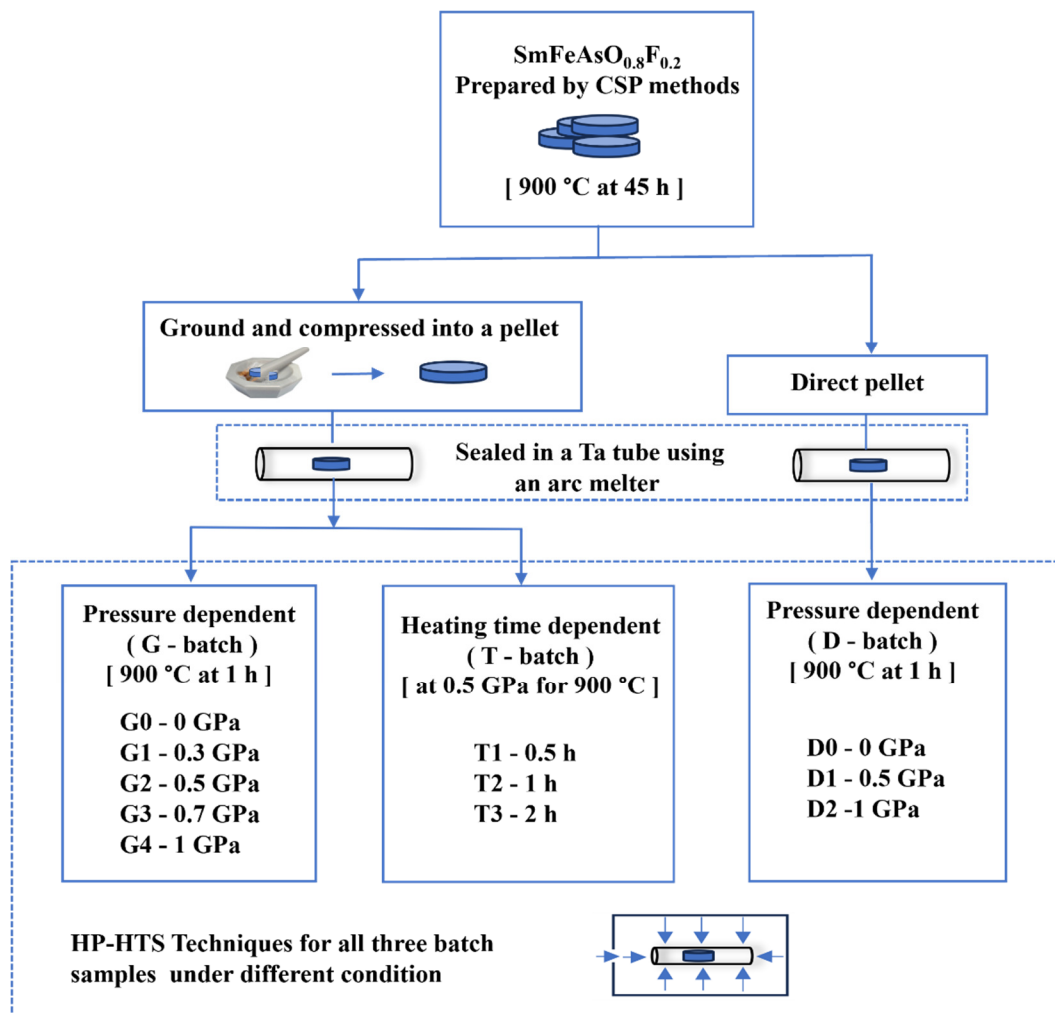 SmFeAsO₀.₈F₀.₂
Prepared by CSP methods
[ 900 °C at 45 h ]
Ground and compressed into a pellet
Direct pellet
Sealed in a Ta tube using
an arc melter
Pressure dependent
( G - batch )
[ 900 °C at 1 h ]
G0 - 0 GPa
G1 - 0.3 GPa
G2 - 0.5 GPa
G3 - 0.7 GPa
G4 - 1 GPa
Heating time dependent
( T - batch )
[ at 0.5 GPa for 900 °C ]
T1 - 0.5 h
T2 - 1 h
T3 - 2 h
Pressure dependent
( D - batch )
[ 900 °C at 1 h ]
D0 - 0 GPa
D1 - 0.5 GPa
D2 -1 GPa
HP-HTS Techniques for all three batch
samples under different condition